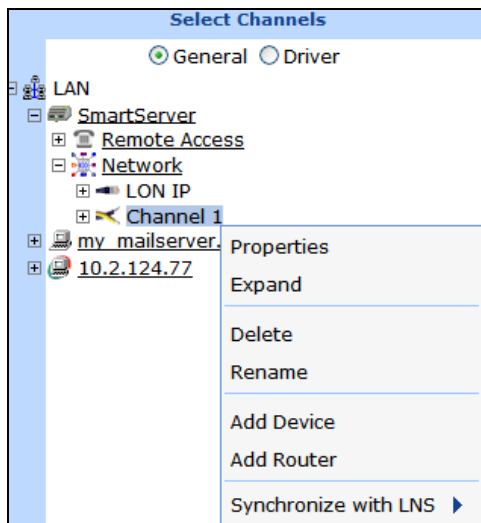 Select Channels
General Driver
LAN
SmartServer
Remote Access
Network
LON IP
Channel 1
my_mailserver.
10.2.124.77
Properties
Expand
Delete
Rename
Add Device
Add Router
Synchronize with LNS